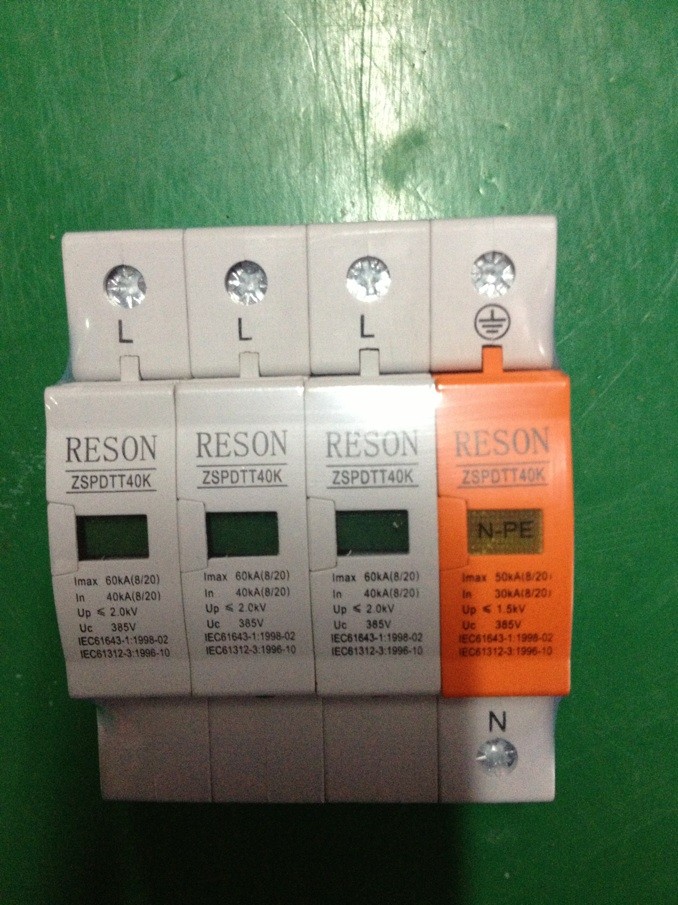 L
L
L
RESON
ZSPDTT40K
Imax 60kA(8/20)
In 40kA(8/20)
Up ≤ 2.0kV
Uc 385V
IEC61643-1:1998-02
IEC61312-3:1996-10
RESON
ZSPDTT40K
Imax 60kA(8/20)
In 40kA(8/20)
Up ≤ 2.0kV
Uc 385V
IEC61643-1:1998-02
IEC61312-3:1996-10
RESON
ZSPDTT40K
Imax 60kA(8/20)
In 40kA(8/20)
Up ≤ 2.0kV
Uc 385V
IEC61643-1:1998-02
IEC61312-3:1996-10
RESON
ZSPDTT40K
N-PE
Imax 50kA(8/20)
In 30kA(8/20)
Up ≤ 1.5kV
Uc 385V
IEC61643-1:1998-02
IEC61312-3:1996-10
N